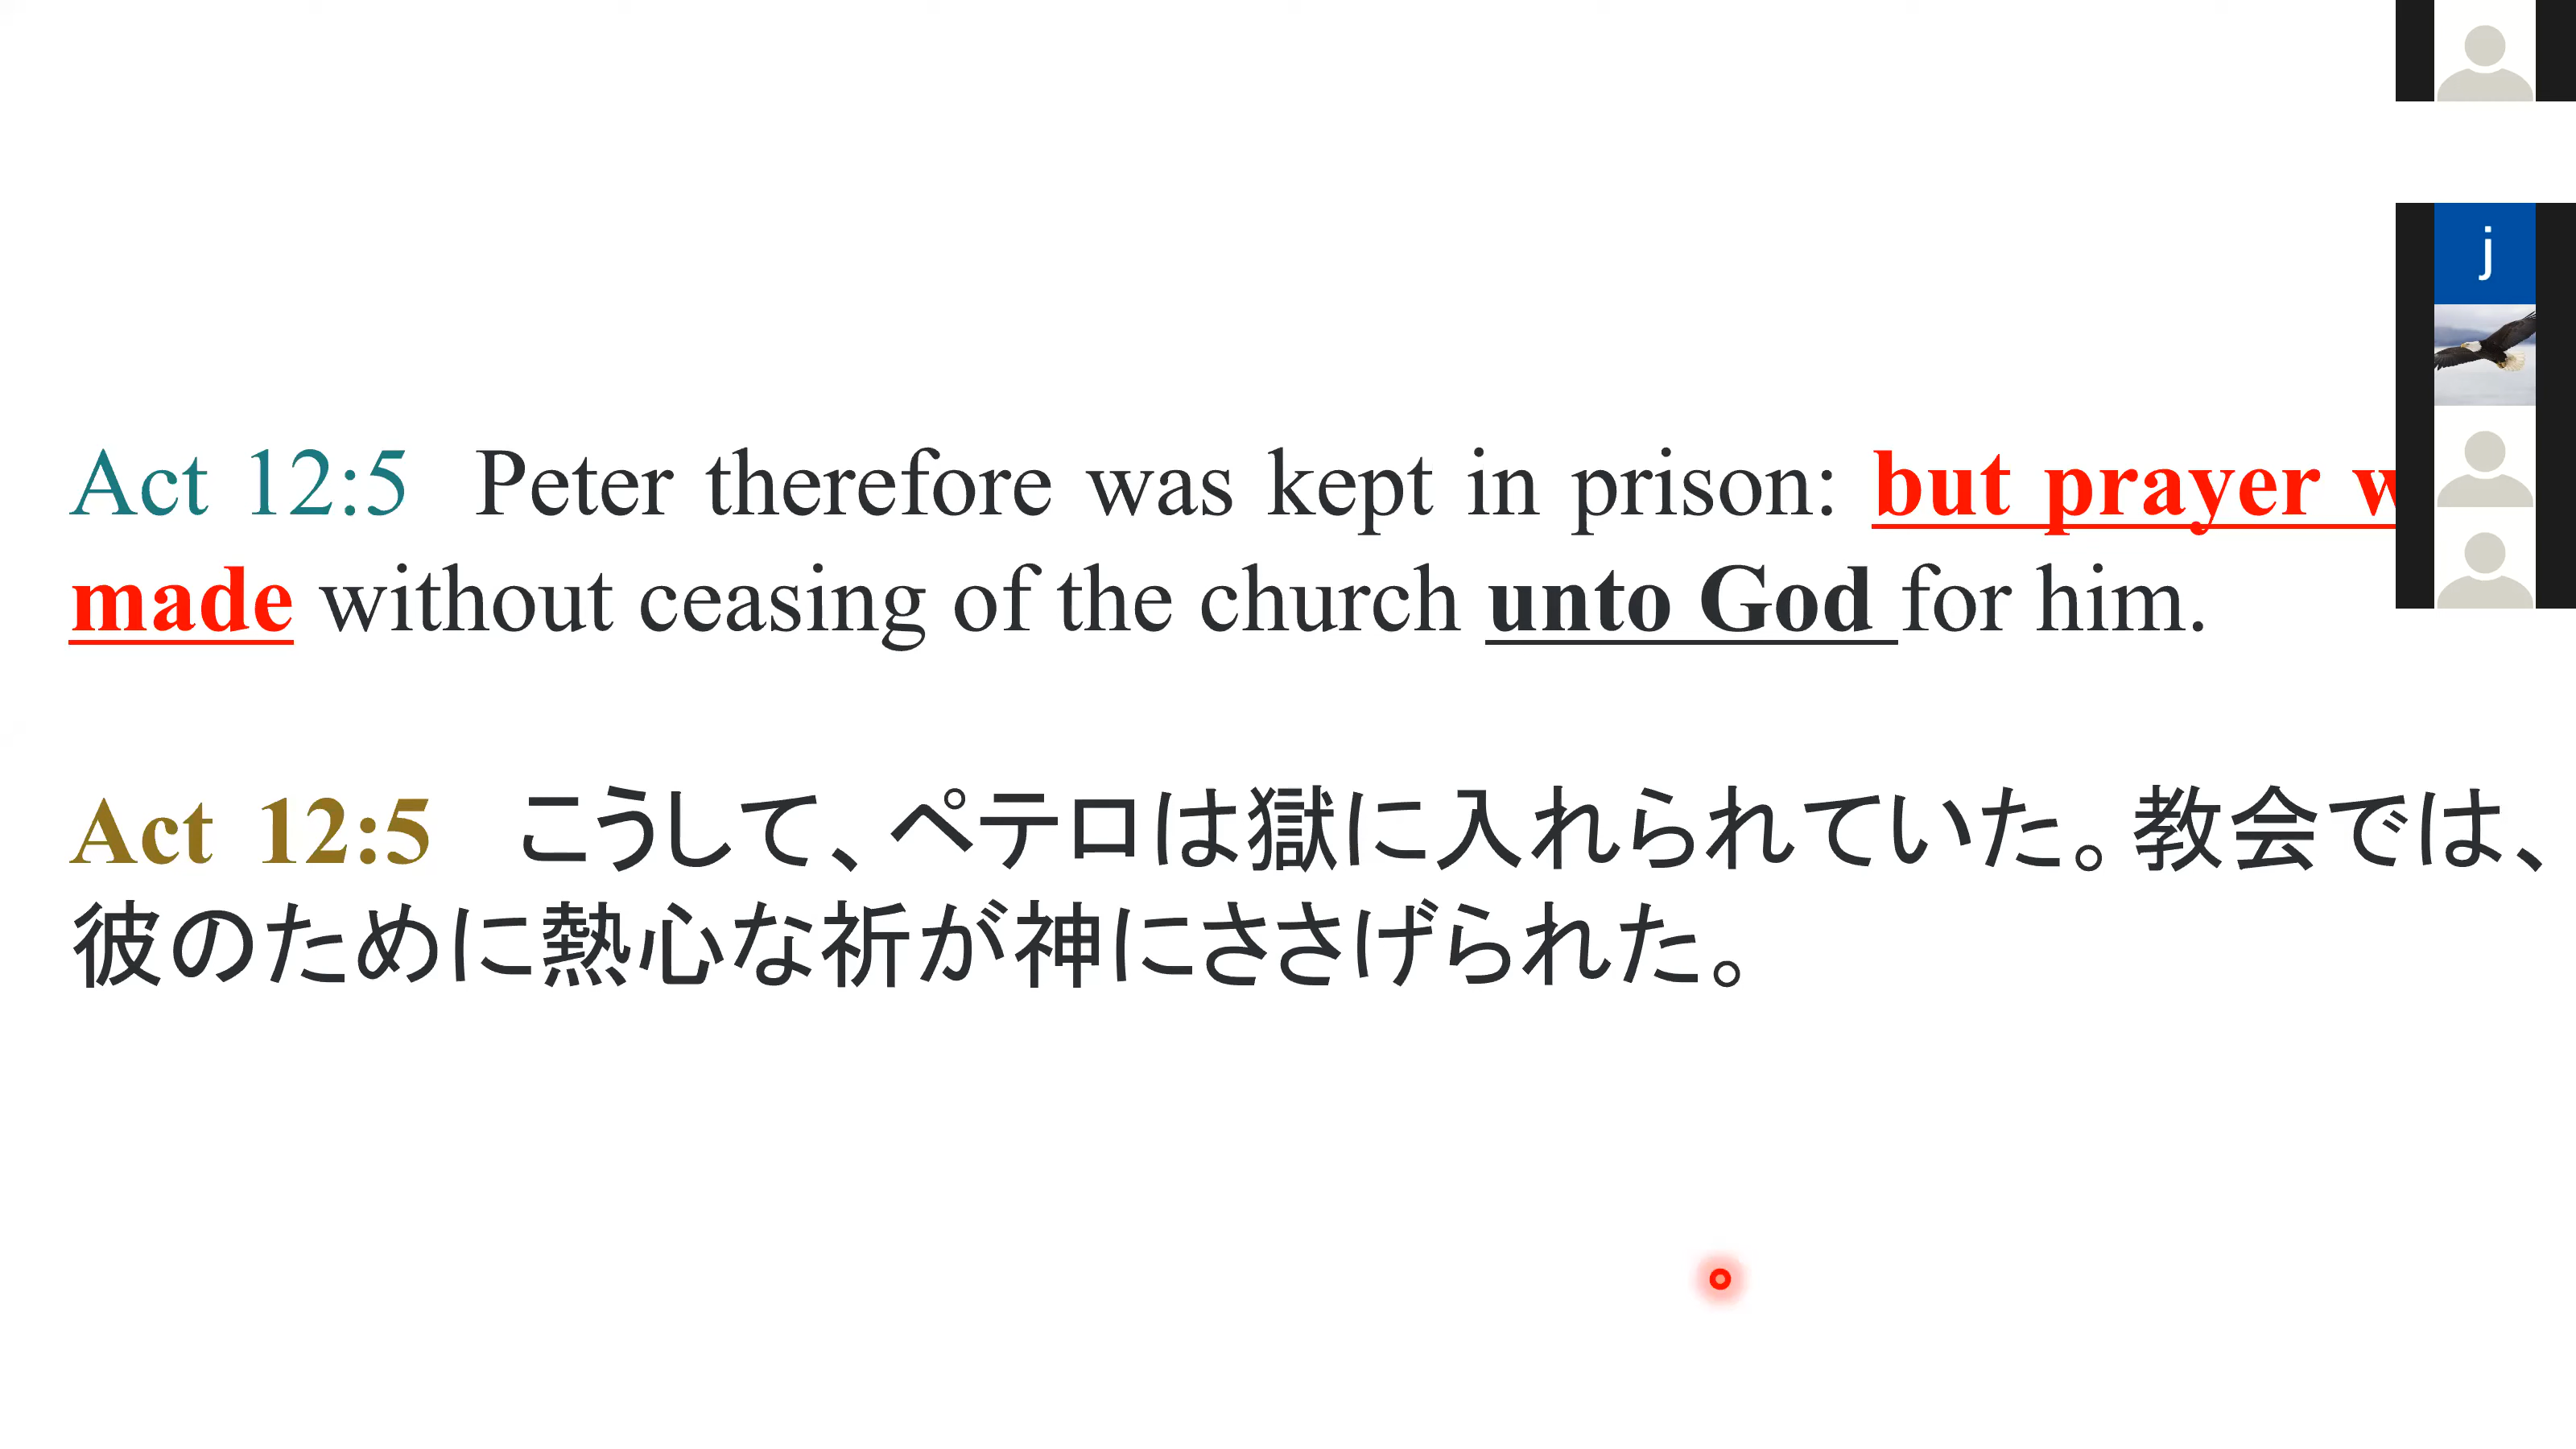 j
Act 12:5 Peter therefore was kept in prison: but prayer
made without ceasing of the church unto God for him.
Act 12:5 こうして、ペテロは獄に入れられていた。教会では、
彼のために熱心な祈が神にささげられた。